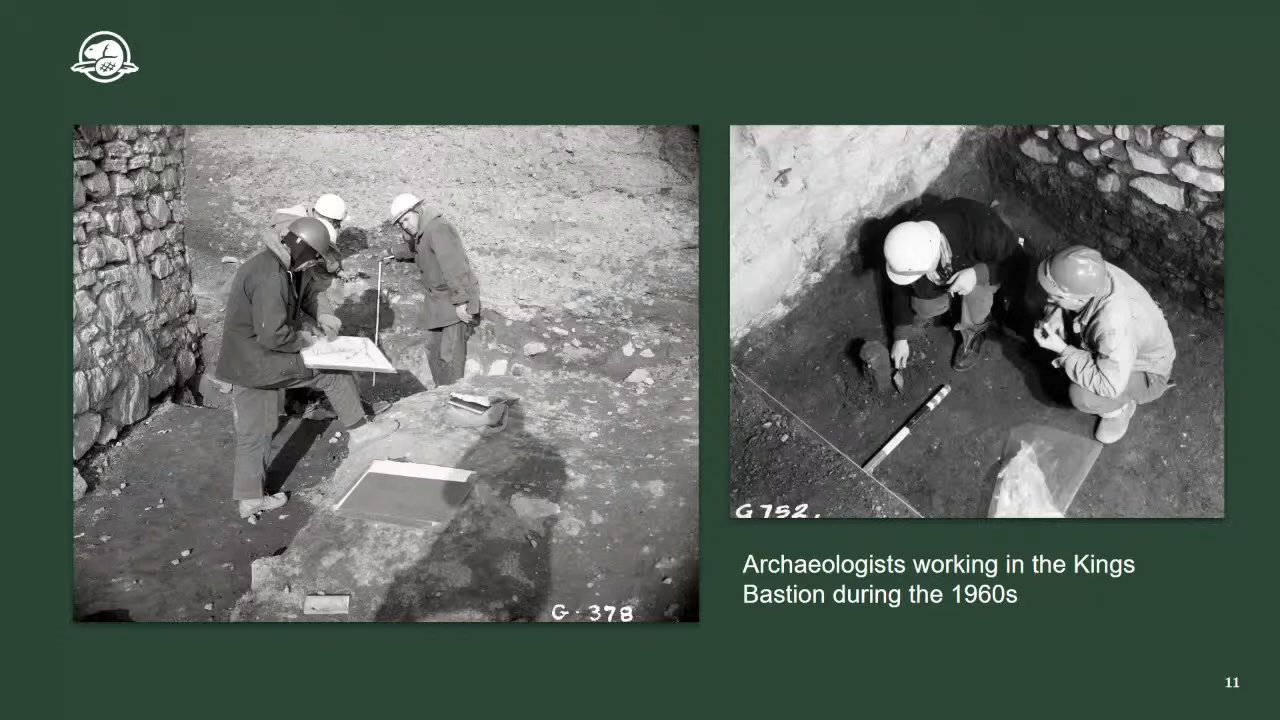 G-378
G752.
Archaeologists working in the Kings
Bastion during the 1960s
11